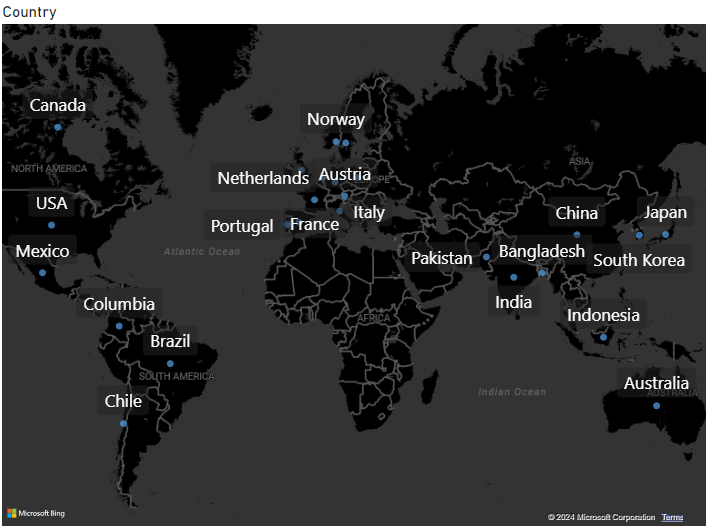 Country
Canada
Norway
NORTH AMERICA
ASIA
Netherlands
Austria
USA
Italy
China
Japan
Portugal
France
Mexico
Atlantic Ocean
Pakistan
Bangladesh
South Korea
Columbia
India
Indonesia
AFRICA
Brazil
SOUTH AMERICA
Chile
Indian Ocean
Australia
AUSTRALIA
Microsoft Bing
© 2024 Microsoft Corporation Terms